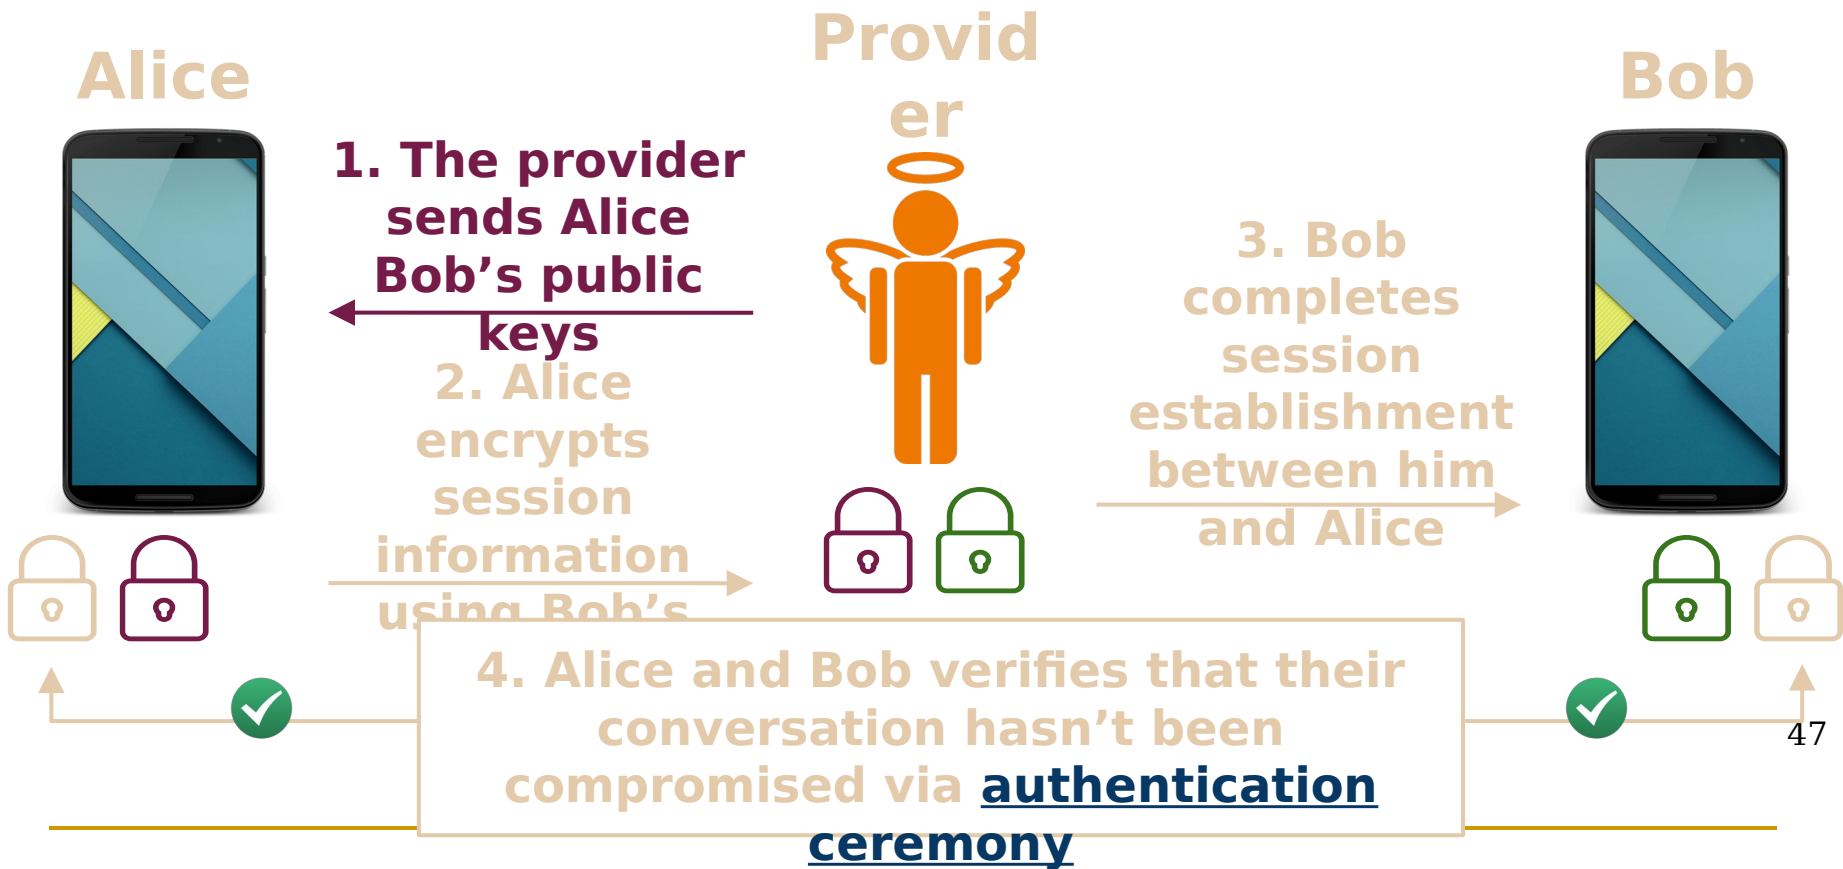 Alice
Provid
er
Bob
1. The provider
sends Alice
Bob’s public
keys
2. Alice
encrypts
session
information
using Bob’s
3. Bob
completes
session
establishment
between him
and Alice
4. Alice and Bob verifies that their
conversation hasn’t been
compromised via authentication
ceremony
47